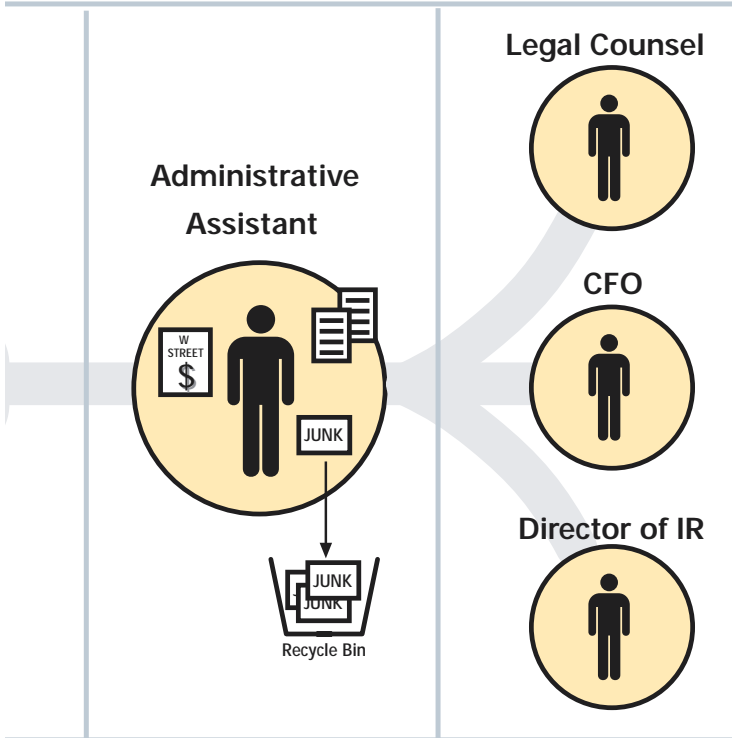 Legal Counsel
Administrative
Assistant
CFO
W
STREET
$
JUNK
Director of IR
JUNK
JUNK
Recycle Bin